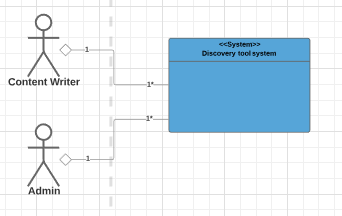 <<System>>
Discovery tool system
1
Content Writer
1*
1*
1
Admin